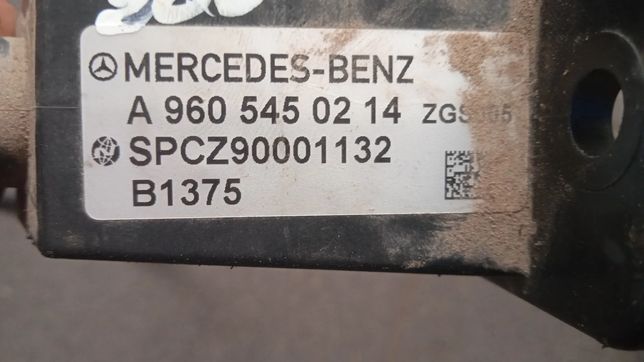 MERCEDES-BENZ
A 960 545 02 14
SPCZ90001132
B1375